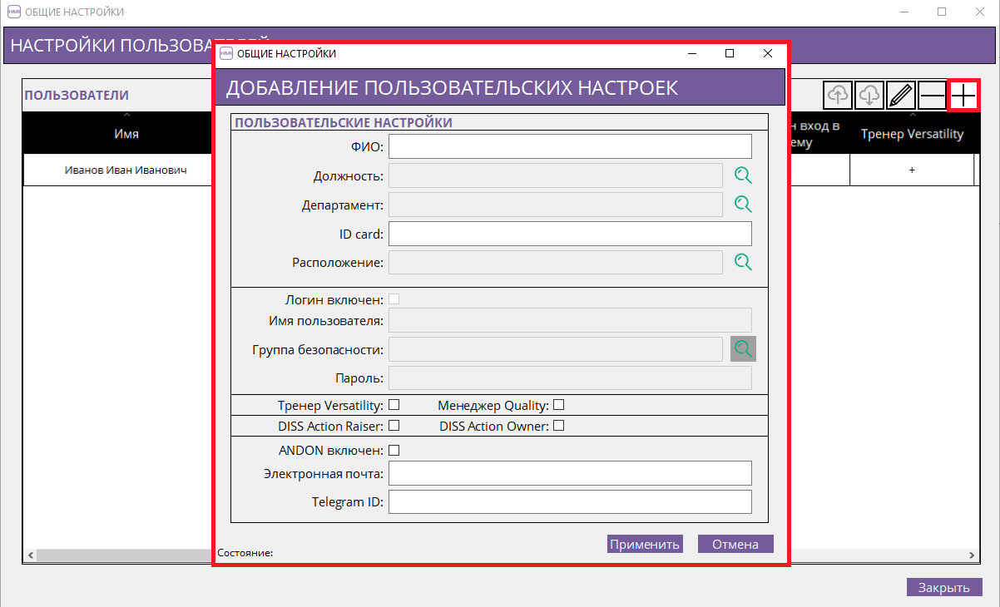 HMI ОБЩИЕ НАСТРОЙКИ
НАСТРОЙКИ ПОЛЬЗОВАТЕЛЕЙ
HMI ОБЩИЕ НАСТРОЙКИ
ДОБАВЛЕНИЕ ПОЛЬЗОВАТЕЛЬСКИХ НАСТРОЕК
ПОЛЬЗОВАТЕЛИ
Имя
н вход в
ему
Тренер Versatility
Иванов Иван Иванович
+
ПОЛЬЗОВАТЕЛЬСКИЕ НАСТРОЙКИ
ФИО:
Должность:
Департамент:
ID card:
Расположение:
Логин включен:
Имя пользователя:
Группа безопасности:
Пароль:
Тренер Versatility: Менеджер Quality:
DISS Action Raiser: DISS Action Owner:
ANDON включен:
Электронная почта:
Telegram ID:
Применить Отмена
Состояние:
Закрыть